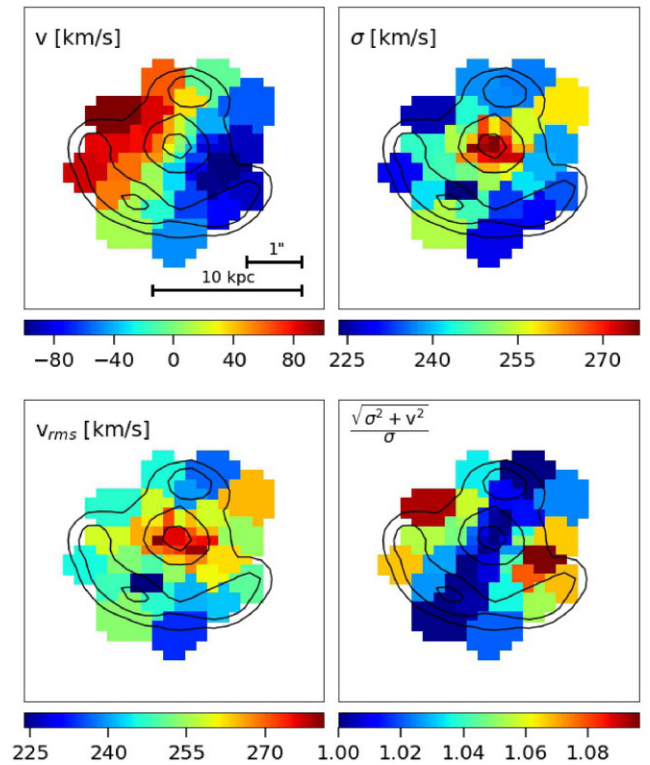 v [km/s]
σ [km/s]
1"
10 kpc
−80 −40 0 40 80
225 240 255 270
v_rms [km/s]
√σ² + v²
σ
225 240 255 270
1.00 1.02 1.04 1.06 1.08